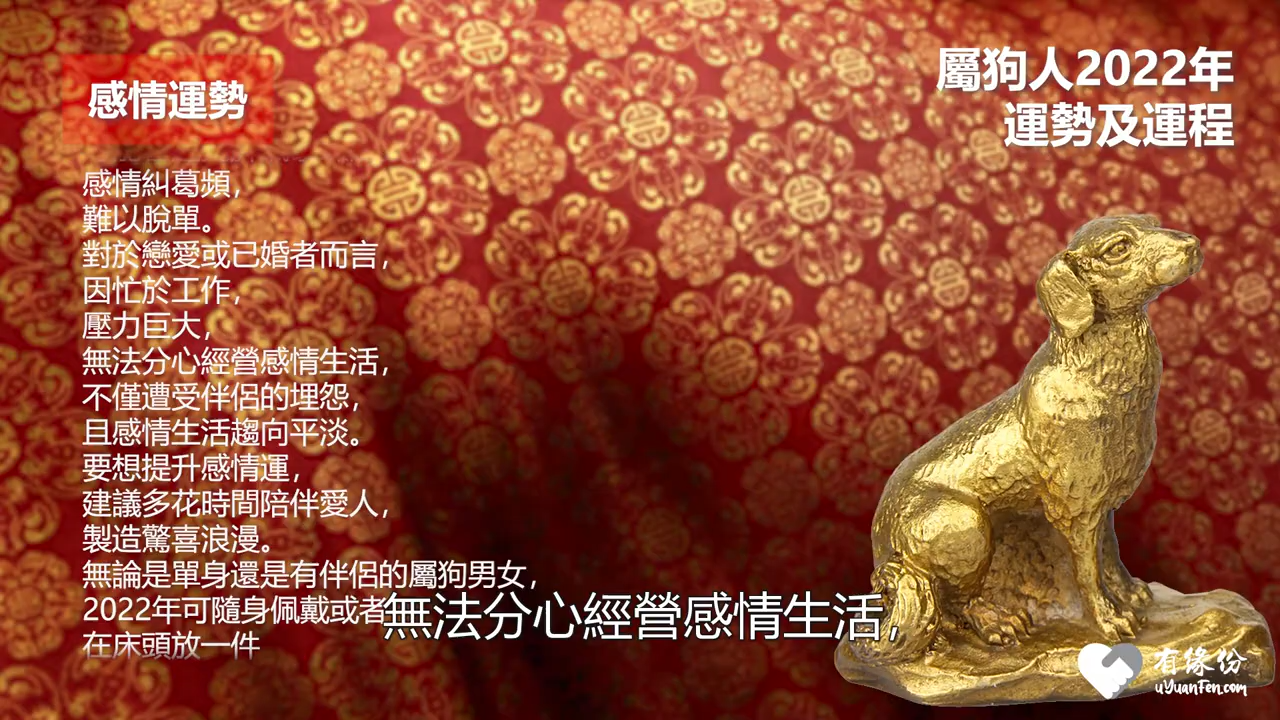 感情運勢
屬狗人2022年
運勢及運程
感情糾葛頻，
難以脫單。
對於戀愛或已婚者而言，
因忙於工作，
壓力巨大，
無法分心經營感情生活，
不僅遭受伴侶的埋怨，
且感情生活趨向平淡。
要想提升感情運，
建議多花時間陪伴愛人，
製造驚喜浪漫。
無論是單身還是有伴侶的屬狗男女，
2022年可隨身佩戴或者
在床頭放一件
無法分心經營感情生活，
有緣份
uYuanFen.com